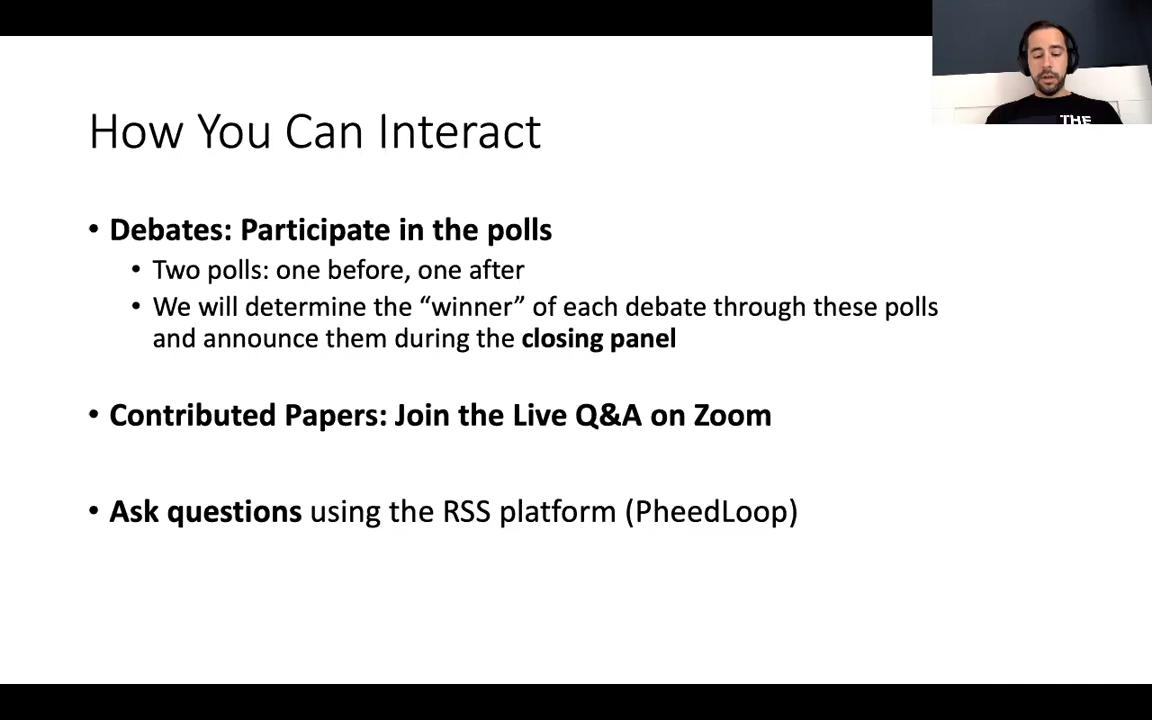 THE
How You Can Interact
• Debates: Participate in the polls
• Two polls: one before, one after
• We will determine the “winner” of each debate through these polls
and announce them during the closing panel
• Contributed Papers: Join the Live Q&A on Zoom
• Ask questions using the RSS platform (PheedLoop)